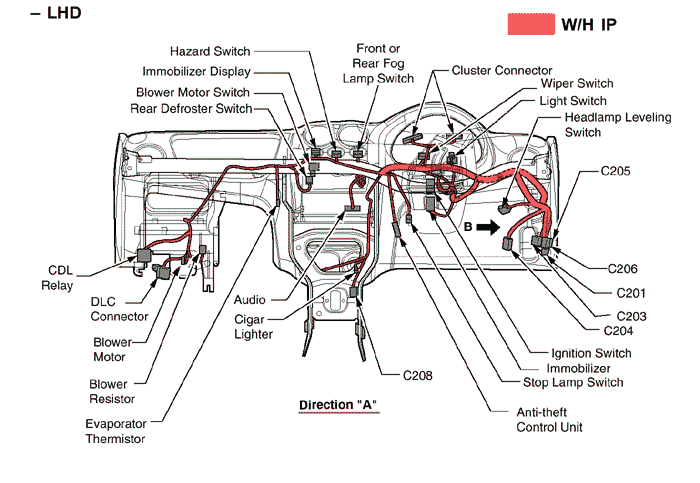 – LHD
W/H IP
Hazard Switch
Immobilizer Display
Blower Motor Switch
Rear Defroster Switch
Front or
Rear Fog
Lamp Switch
Cluster Connector
Wiper Switch
Light Switch
Headlamp Leveling
Switch
C205
B
C206
C201
C203
C204
CDL
Relay
DLC
Connector
Blower
Motor
Blower
Resistor
Evaporator
Thermistor
Audio
Cigar
Lighter
C208
Ignition Switch
Immobilizer
Stop Lamp Switch
Anti-theft
Control Unit
Direction "A"